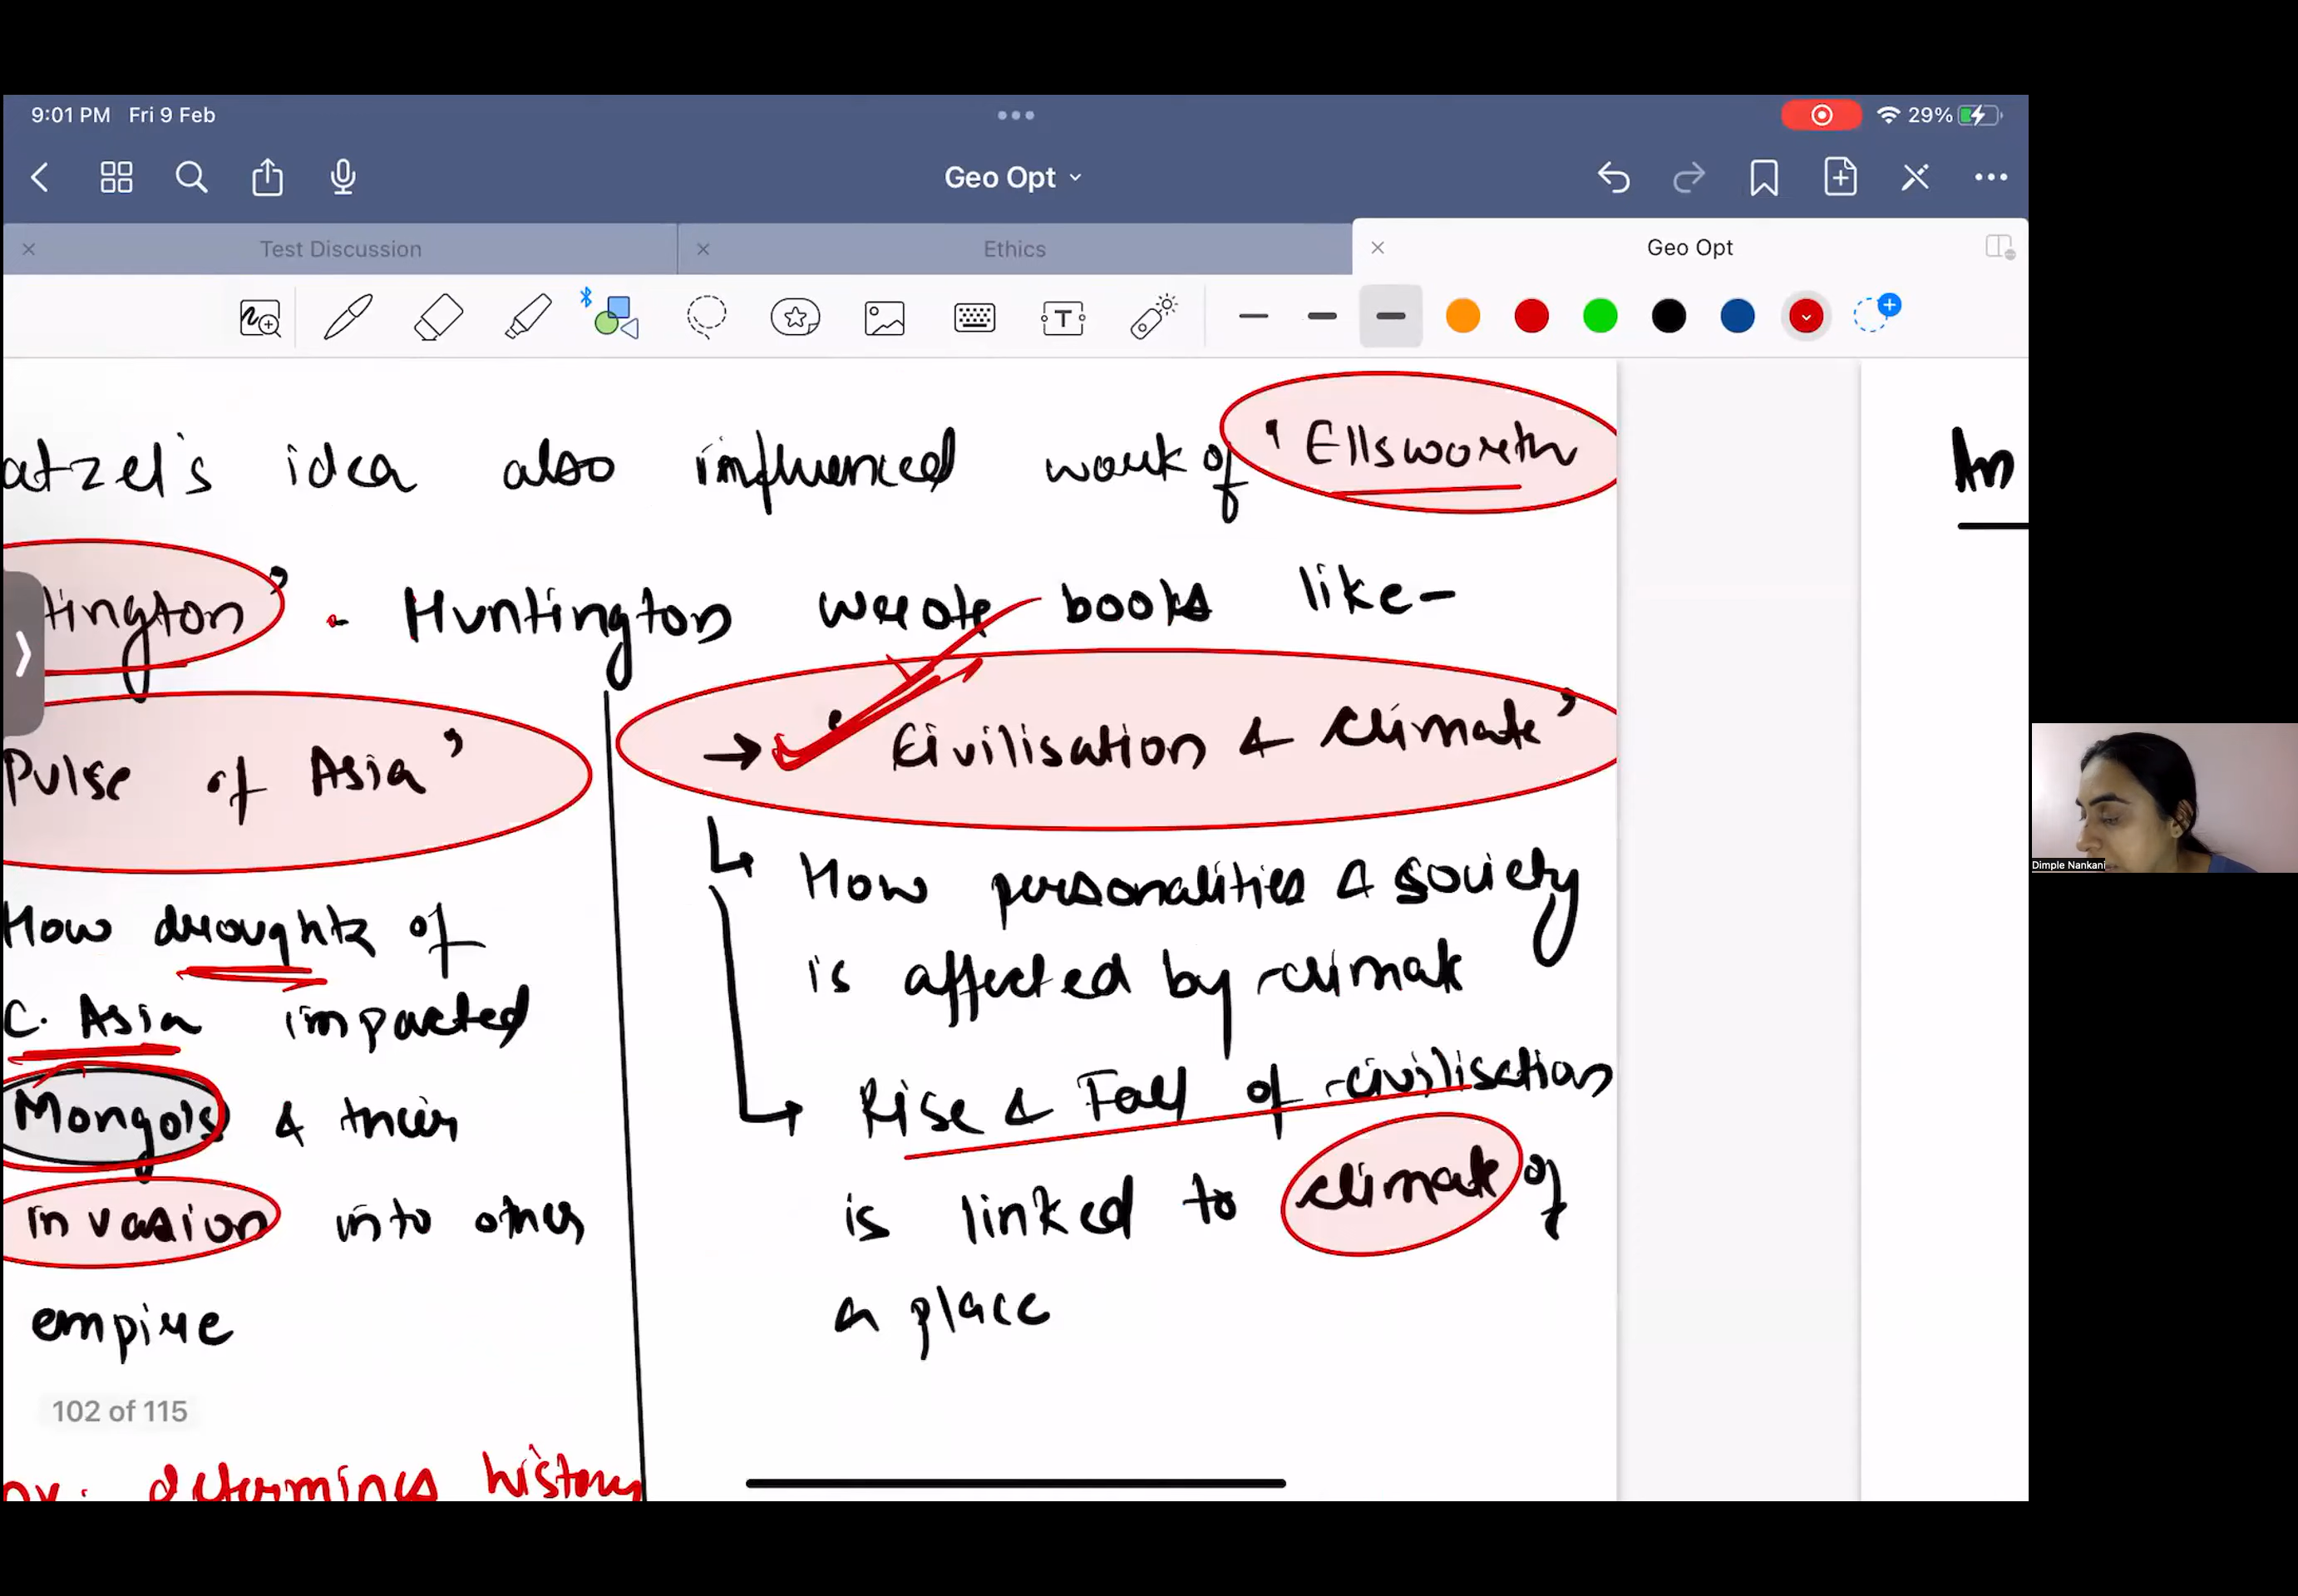 9:01 PM Fri 9 Feb
29%
Geo Opt
Test Discussion
Ethics
Geo Opt
atzel's idea also influenced work of 'Ellsworth
tington'. Huntington wrote books like-
Pulse of Asia'
How droughts of
C. Asia impacted
Mongols & their
invasion into other
empire
→ 'Civilisation & Climate'
↳ How personalities & society
is affected by climate
↳ Rise & Fall of civilisation
is linked to climate of
a place
102 of 115
determines history
In
Dimple Nankani